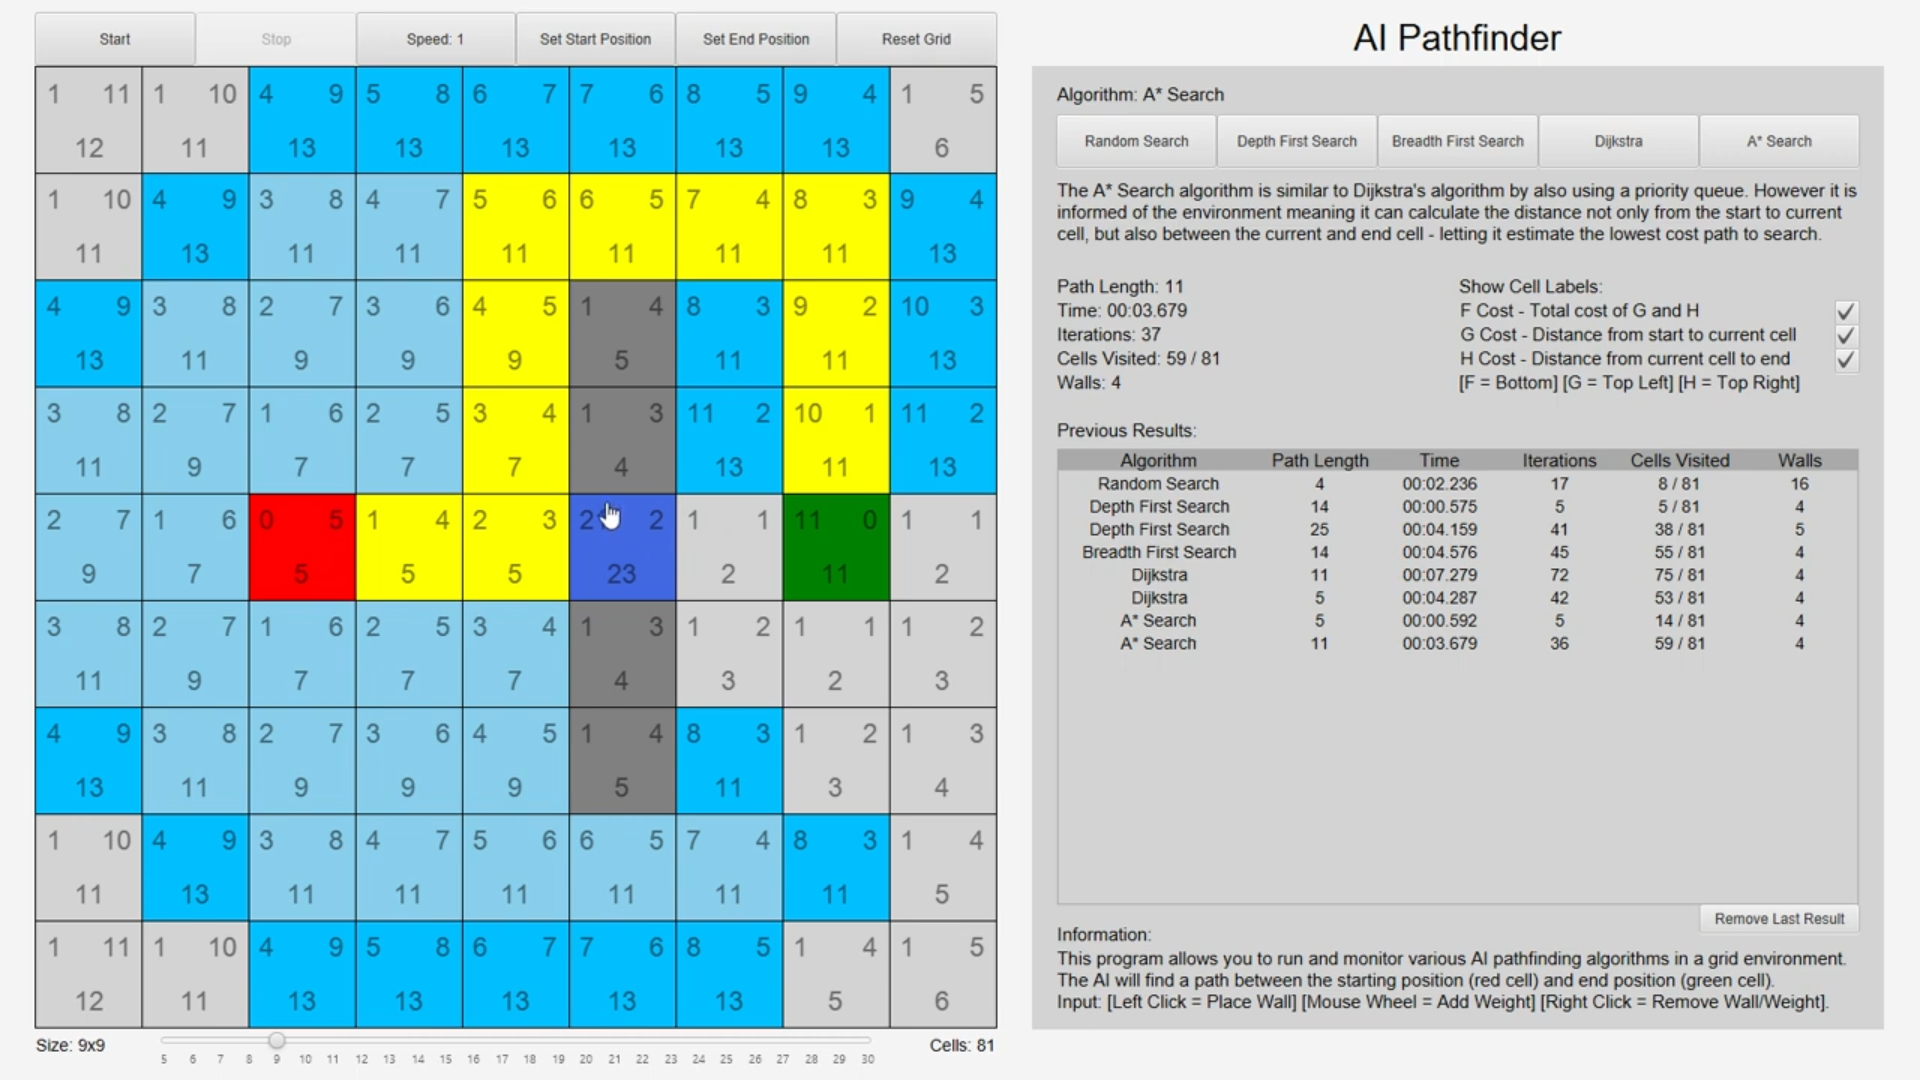 Start Stop Speed: 1 Set Start Position Set End Position Reset Grid
1 11 1 10 4 9 5 8 6 7 7 6 8 5 9 4 1 5
12 11 13 13 13 13 13 13 6
1 10 4 9 3 8 4 7 5 6 6 5 7 4 8 3 9 4
11 13 11 11 11 11 11 11 13
4 9 3 8 2 7 3 6 4 5 1 4 8 3 9 2 10 3
13 11 9 9 9 5 11 11 13
3 8 2 7 1 6 2 5 3 4 1 3 11 2 10 1 11 2
11 9 7 7 7 4 13 11 13
2 7 1 6 0 5 1 4 2 3 2 1 1 11 0 1 1
9 7 5 5 5 23 2 11 2
3 8 2 7 1 6 2 5 3 4 1 3 1 2 1 1 1 2
11 9 7 7 7 4 3 2 3
4 9 3 8 2 7 3 6 4 5 1 4 8 3 1 2 1 3
13 11 9 9 9 5 11 3 4
1 10 4 9 3 8 4 7 5 6 6 5 7 4 8 3 1 4
11 13 11 11 11 11 11 11 5
1 11 1 10 4 9 5 8 6 7 7 6 8 5 1 4 1 5
12 11 13 13 13 13 13 5 6
Size: 9x9 Cells: 81
5 6 7 8 9 10 11 12 13 14 15 16 17 18 19 20 21 22 23 24 25 26 27 28 29 30
AI Pathfinder
Algorithm: A* Search
Random Search Depth First Search Breadth First Search Dijkstra A* Search
The A* Search algorithm is similar to Dijkstra's algorithm by also using a priority queue. However it is
informed of the environment meaning it can calculate the distance not only from the start to current
cell, but also between the current and end cell - letting it estimate the lowest cost path to search.
Path Length: 11
Time: 00:03.679
Iterations: 37
Cells Visited: 59 / 81
Walls: 4
Show Cell Labels:
F Cost - Total cost of G and H
G Cost - Distance from start to current cell
H Cost - Distance from current cell to end
[F = Bottom] [G = Top Left] [H = Top Right]
Previous Results:
Algorithm Path Length Time Iterations Cells Visited Walls
Random Search 4 00:02.236 17 8 / 81 16
Depth First Search 14 00:00.575 5 5 / 81 4
Depth First Search 25 00:04.159 41 38 / 81 5
Breadth First Search 14 00:04.576 45 55 / 81 4
Dijkstra 11 00:07.279 72 75 / 81 4
Dijkstra 5 00:04.287 42 53 / 81 4
A* Search 5 00:00.592 5 14 / 81 4
A* Search 11 00:03.679 36 59 / 81 4
Remove Last Result
Information:
This program allows you to run and monitor various AI pathfinding algorithms in a grid environment.
The AI will find a path between the starting position (red cell) and end position (green cell).
Input: [Left Click = Place Wall] [Mouse Wheel = Add Weight] [Right Click = Remove Wall/Weight].